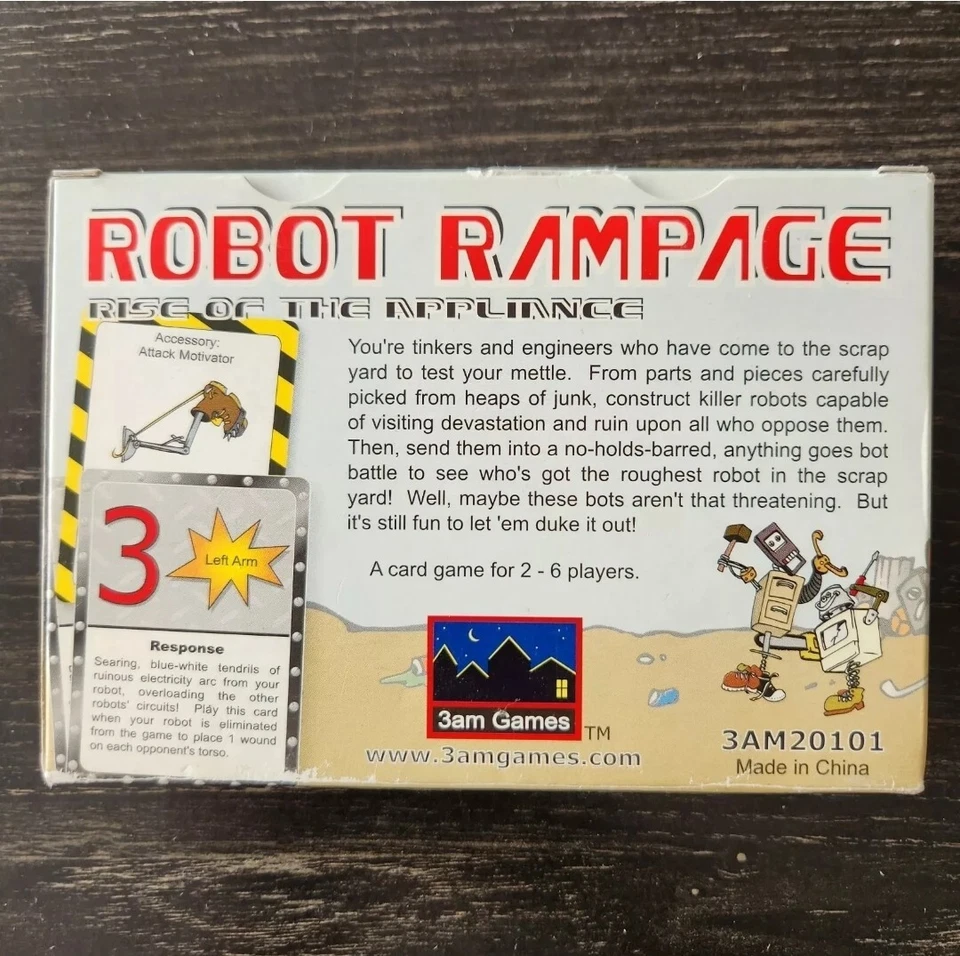 ROBOT RAMPAGE
RISE OF THE APPLIANCE
Accessory:
Attack Motivator
You're tinkers and engineers who have come to the scrap
yard to test your mettle. From parts and pieces carefully
picked from heaps of junk, construct killer robots capable
of visiting devastation and ruin upon all who oppose them.
Then, send them into a no-holds-barred, anything goes bot
battle to see who's got the roughest robot in the scrap
yard! Well, maybe these bots aren't that threatening. But
it's still fun to let 'em duke it out!
A card game for 2 - 6 players.
3
Left Arm
Response
Searing, blue-white tendrils of
ruinous electricity arc from your
robot, overloading the other
robots' circuits! Play this card
when your robot is eliminated
from the game to place 1 wound
on each opponent's torso.
3am Games
TM
www.3amgames.com
3AM20101
Made in China